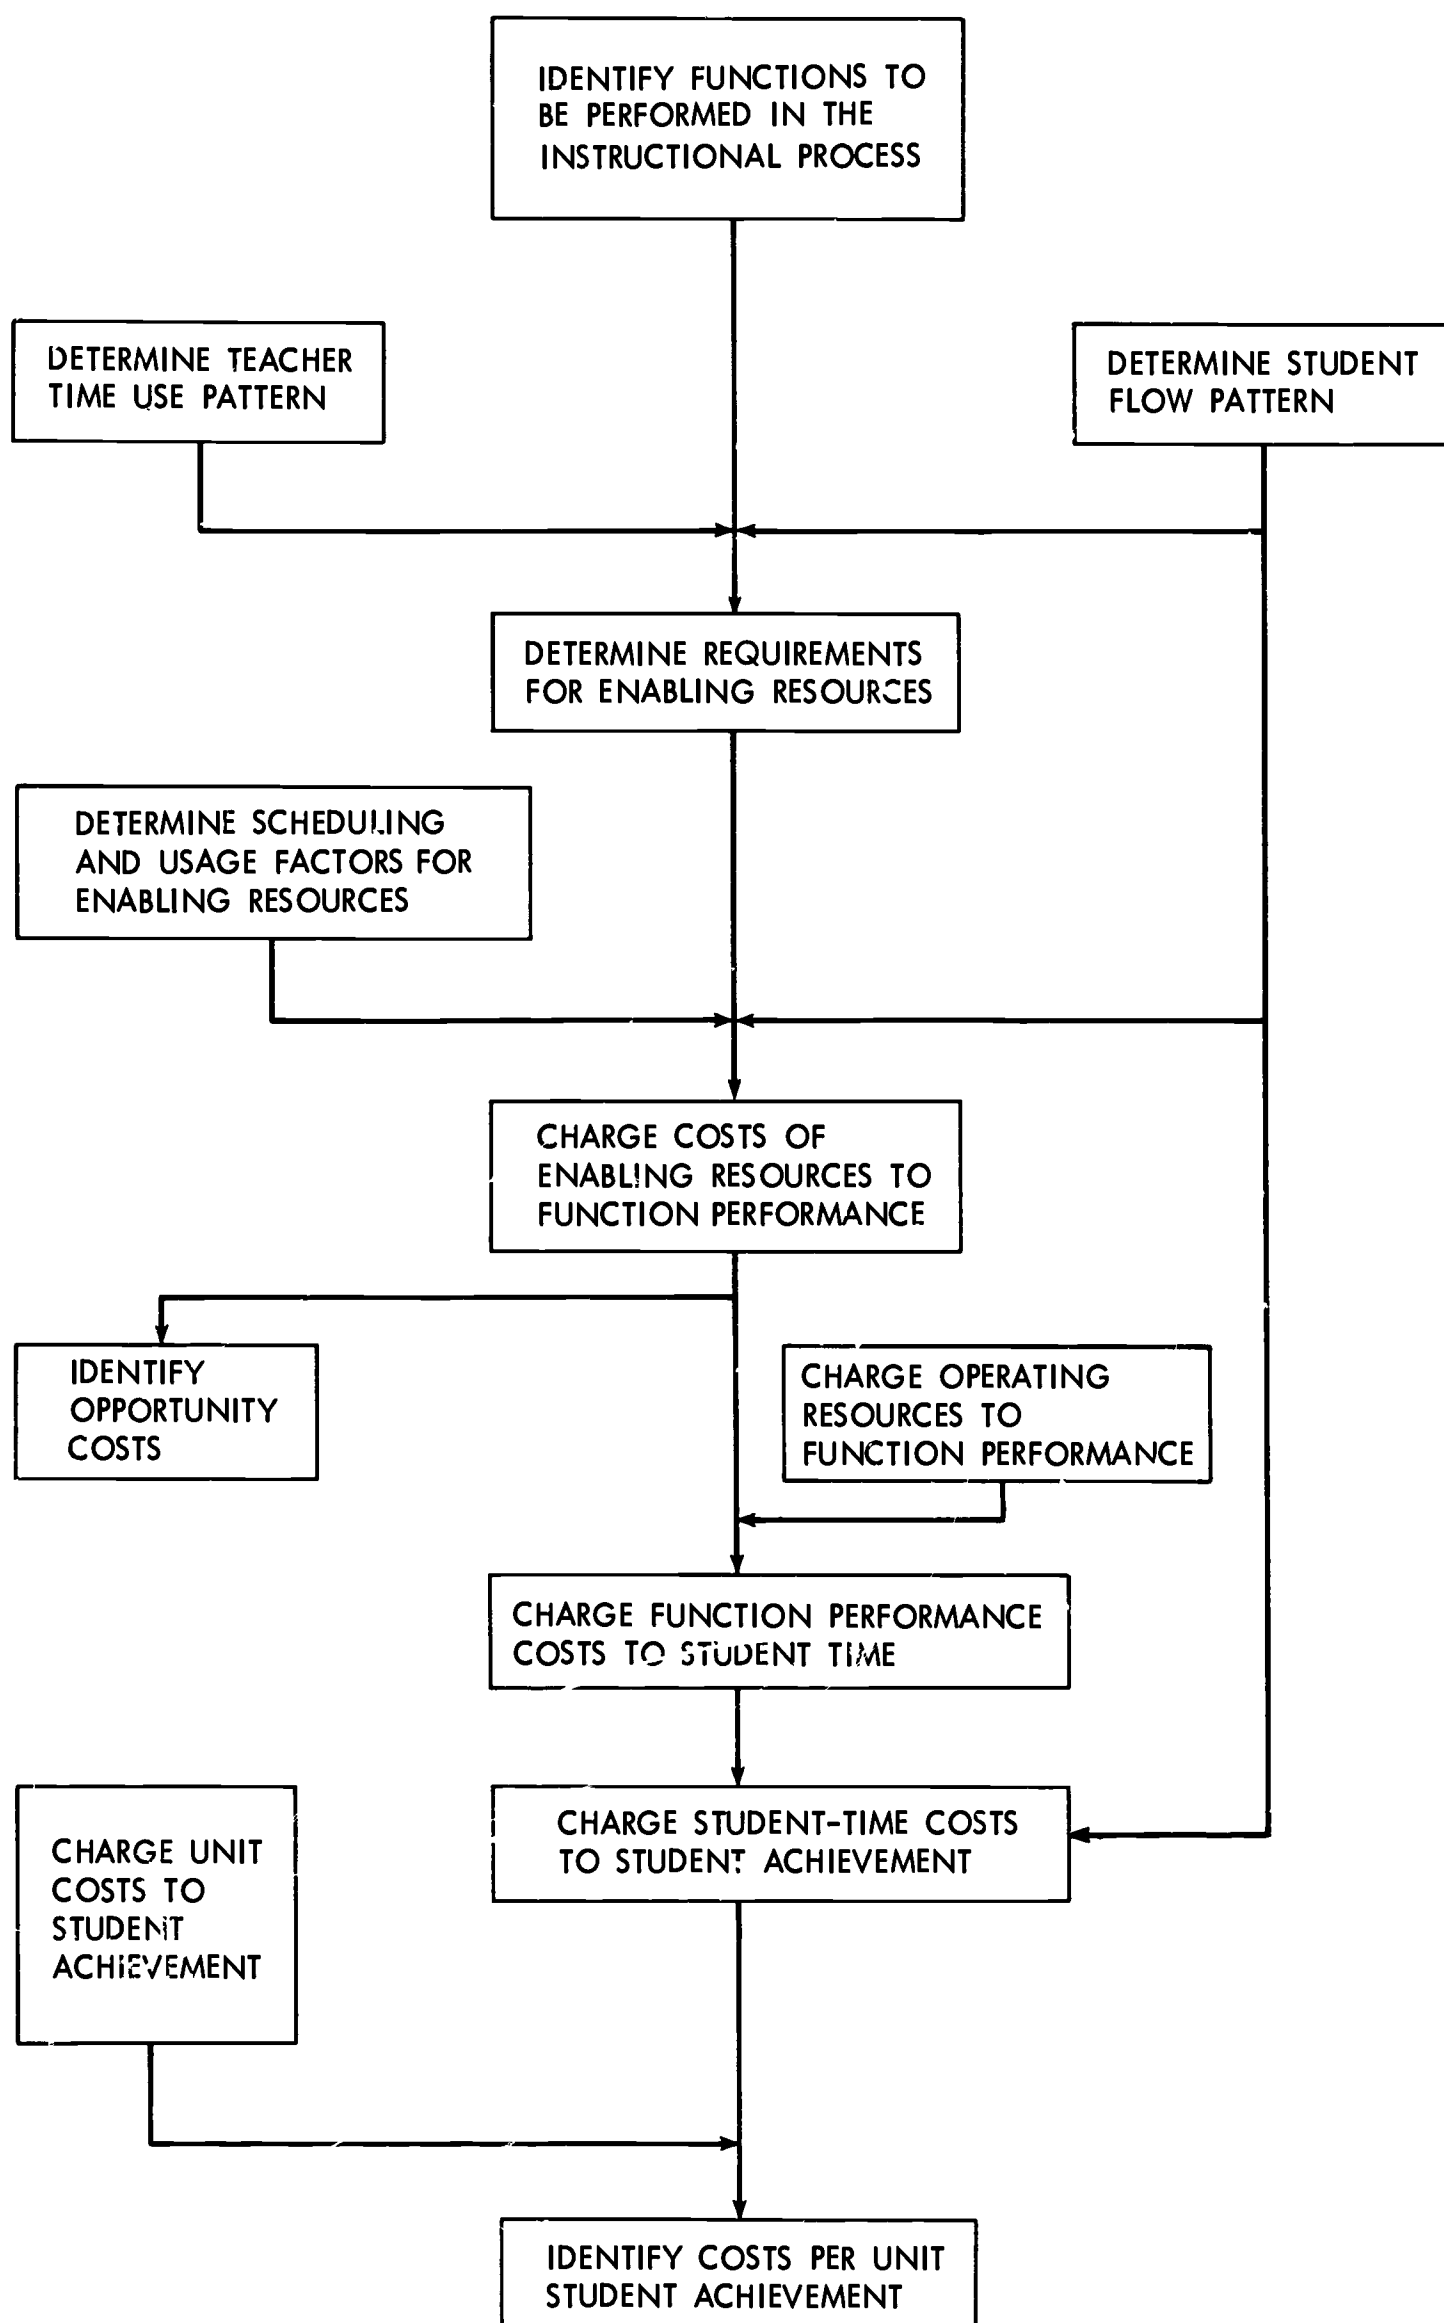 IDENTIFY FUNCTIONS TO
BE PERFORMED IN THE
INSTRUCTIONAL PROCESS
DETERMINE TEACHER
TIME USE PATTERN
DETERMINE STUDENT
FLOW PATTERN
DETERMINE REQUIREMENTS
FOR ENABLING RESOURCES
DETERMINE SCHEDULING
AND USAGE FACTORS FOR
ENABLING RESOURCES
CHARGE COSTS OF
ENABLING RESOURCES TO
FUNCTION PERFORMANCE
IDENTIFY
OPPORTUNITY
COSTS
CHARGE OPERATING
RESOURCES TO
FUNCTION PERFORMANCE
CHARGE FUNCTION PERFORMANCE
COSTS TO STUDENT TIME
CHARGE STUDENT-TIME COSTS
TO STUDENT ACHIEVEMENT
CHARGE UNIT
COSTS TO
STUDENT
ACHIEVEMENT
IDENTIFY COSTS PER UNIT
STUDENT ACHIEVEMENT